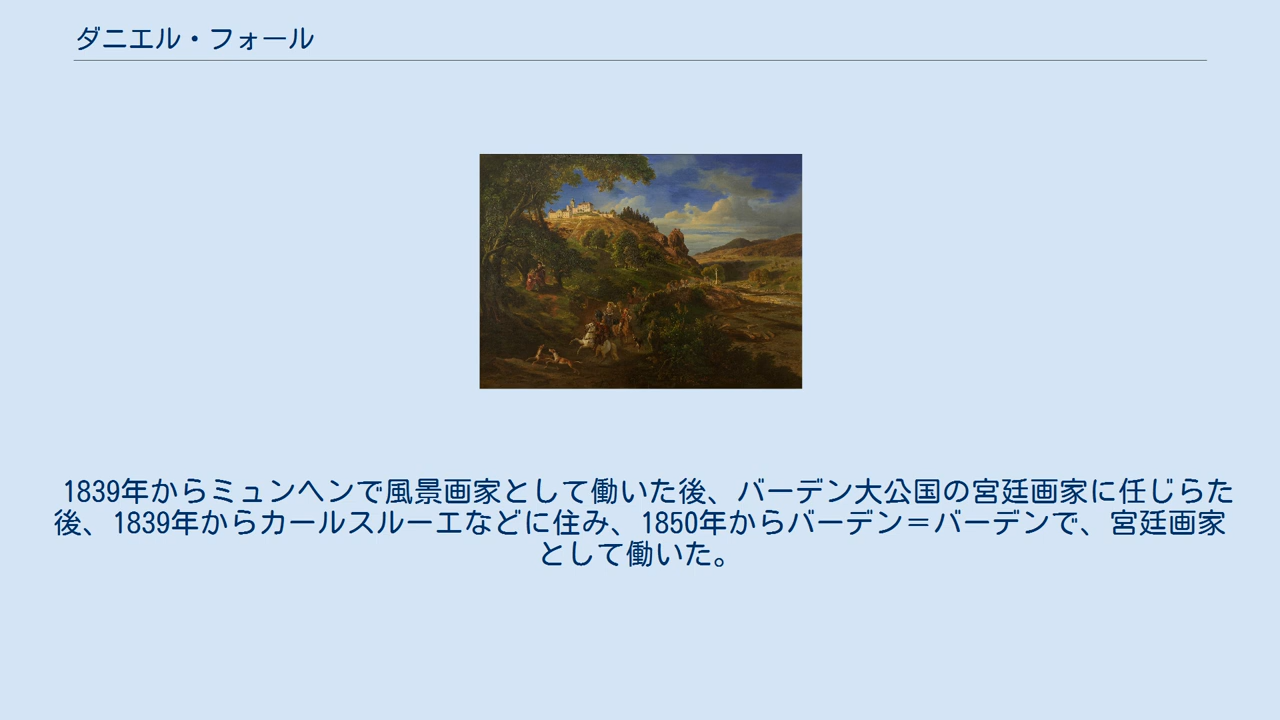 ダニエル・フォール
1839年からミュンヘンで風景画家として働いた後、バーデン大公国の宮廷画家に任じらた
後、1839年からカールスルーエなどに住み、1850年からバーデン＝バーデンで、宮廷画家
として働いた。